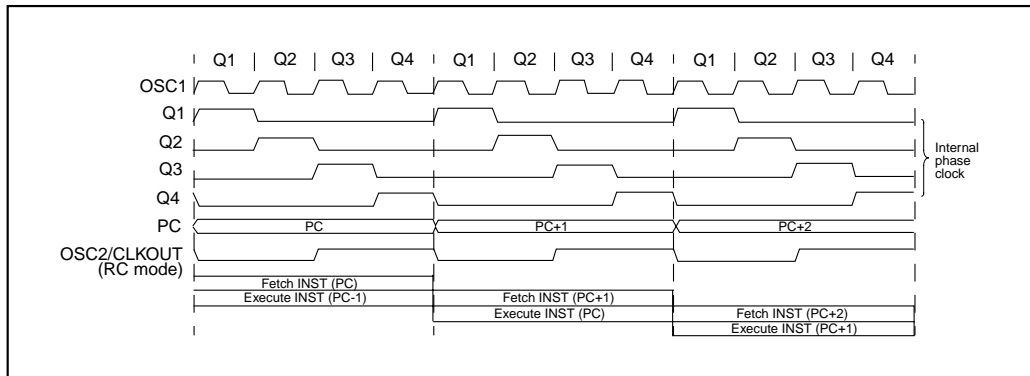 Q1 | Q2 | Q3 | Q4 | Q1 | Q2 | Q3 | Q4 | Q1 | Q2 | Q3 | Q4
OSC1
Q1
Q2
Q3
Q4
PC
PC
PC+1
PC+2
OSC2/CLKOUT
(RC mode)
Internal
phase
clock
Fetch INST (PC)
Execute INST (PC-1)
Fetch INST (PC+1)
Execute INST (PC)
Fetch INST (PC+2)
Execute INST (PC+1)